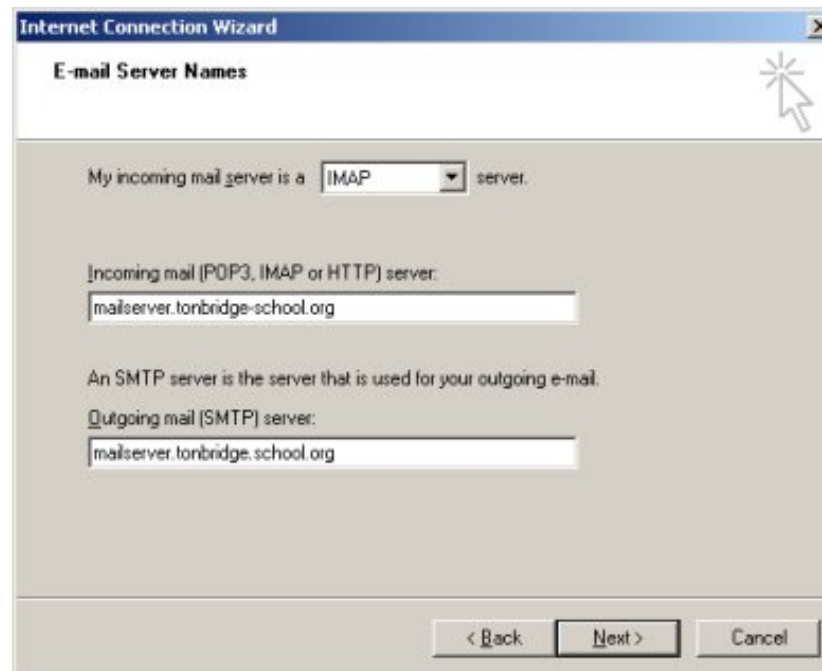 Internet Connection Wizard
E-mail Server Names
My incoming mail server is a IMAP server.
Incoming mail (POP3, IMAP or HTTP) server:
mailserver.tonbridge-school.org
An SMTP server is the server that is used for your outgoing e-mail.
Outgoing mail (SMTP) server:
mailserver.tonbridge.school.org
< Back Next > Cancel